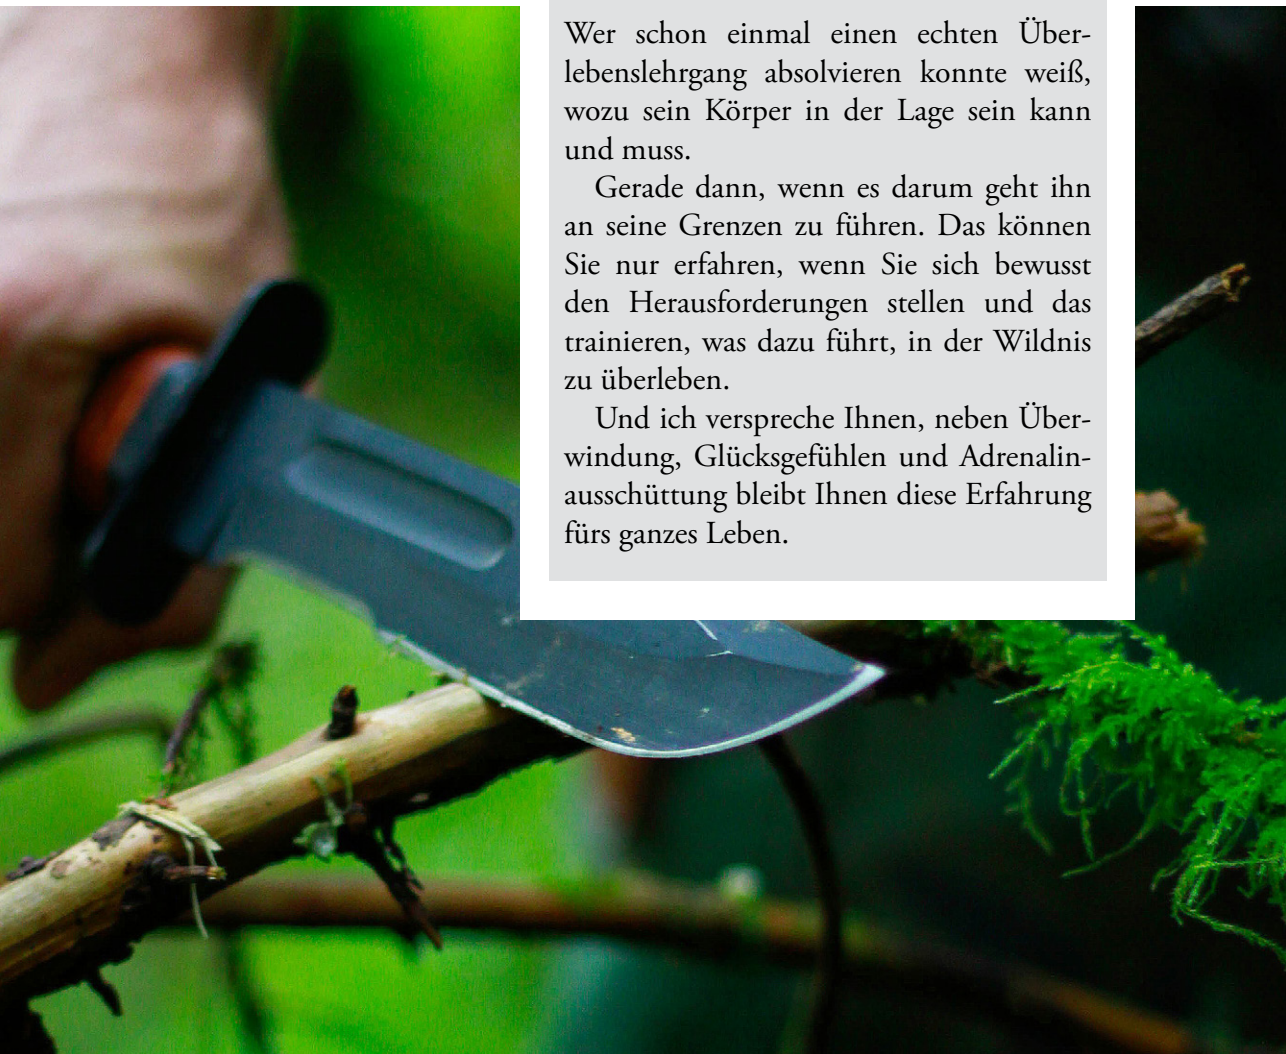 Wer schon einmal einen echten Über-
lebenslehrgang absolvieren konnte weiß,
wozu sein Körper in der Lage sein kann
und muss.
Gerade dann, wenn es darum geht ihn
an seine Grenzen zu führen. Das können
Sie nur erfahren, wenn Sie sich bewusst
den Herausforderungen stellen und das
trainieren, was dazu führt, in der Wildnis
zu überleben.
Und ich verspreche Ihnen, neben Über-
windung, Glücksgefühlen und Adrenalin-
ausschüttung bleibt Ihnen diese Erfahrung
fürs ganzes Leben.